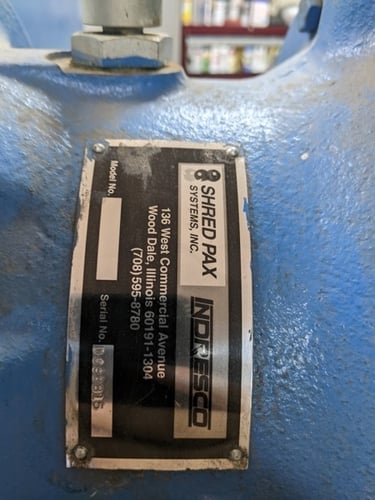 SHRED PAX
SYSTEMS, INC.
INDRESCO
136 West Commercial Avenue
Wood Dale, Illinois 60191-1304
(708) 595-8780
Model No.
Serial No.